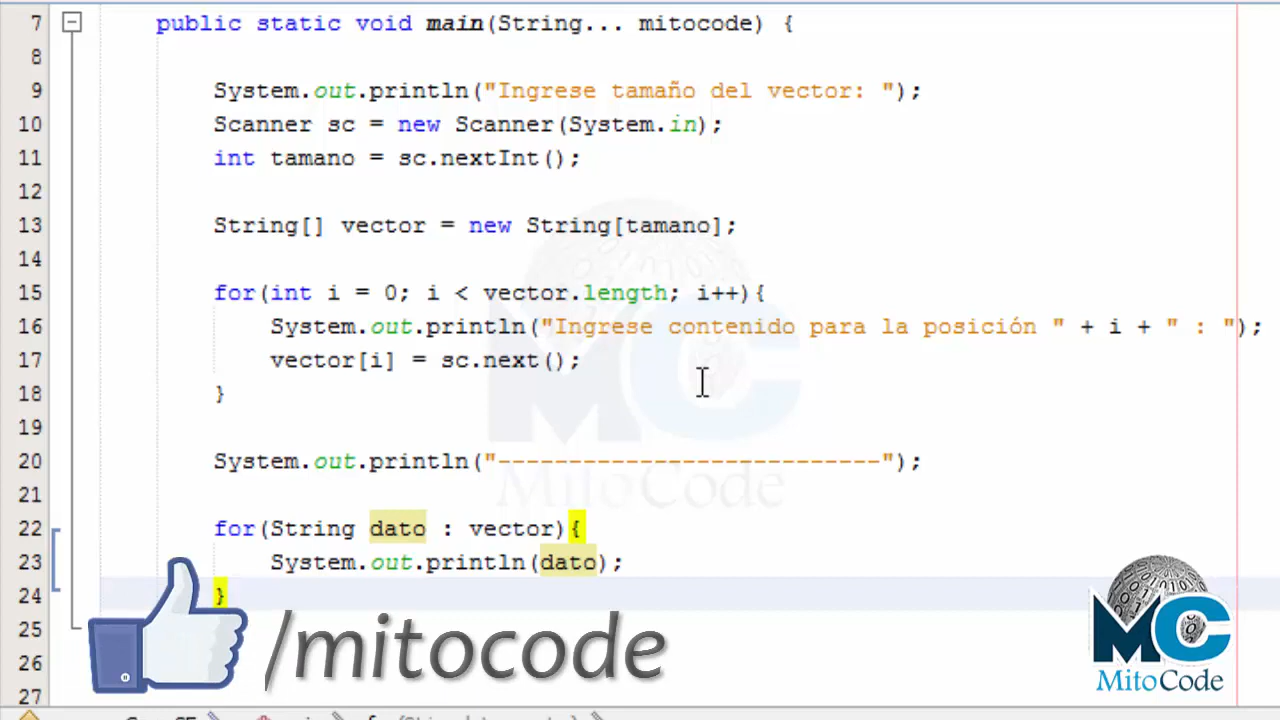 7 public static void main(String... mitocode) {
8
9 System.out.println("Ingrese tamaño del vector: ");
10 Scanner sc = new Scanner(System.in);
11 int tamano = sc.nextInt();
12
13 String[] vector = new String[tamano];
14
15 for(int i = 0; i < vector.length; i++){
16 System.out.println("Ingrese contenido para la posición " + i + " : ");
17 vector[i] = sc.next();
18 }
19
20 System.out.println("---------------------------");
21
22 for(String dato : vector){
23 System.out.println(dato);
24 }
25
26
27
/mitocode
MC
MitoCode
MC
MitoCode